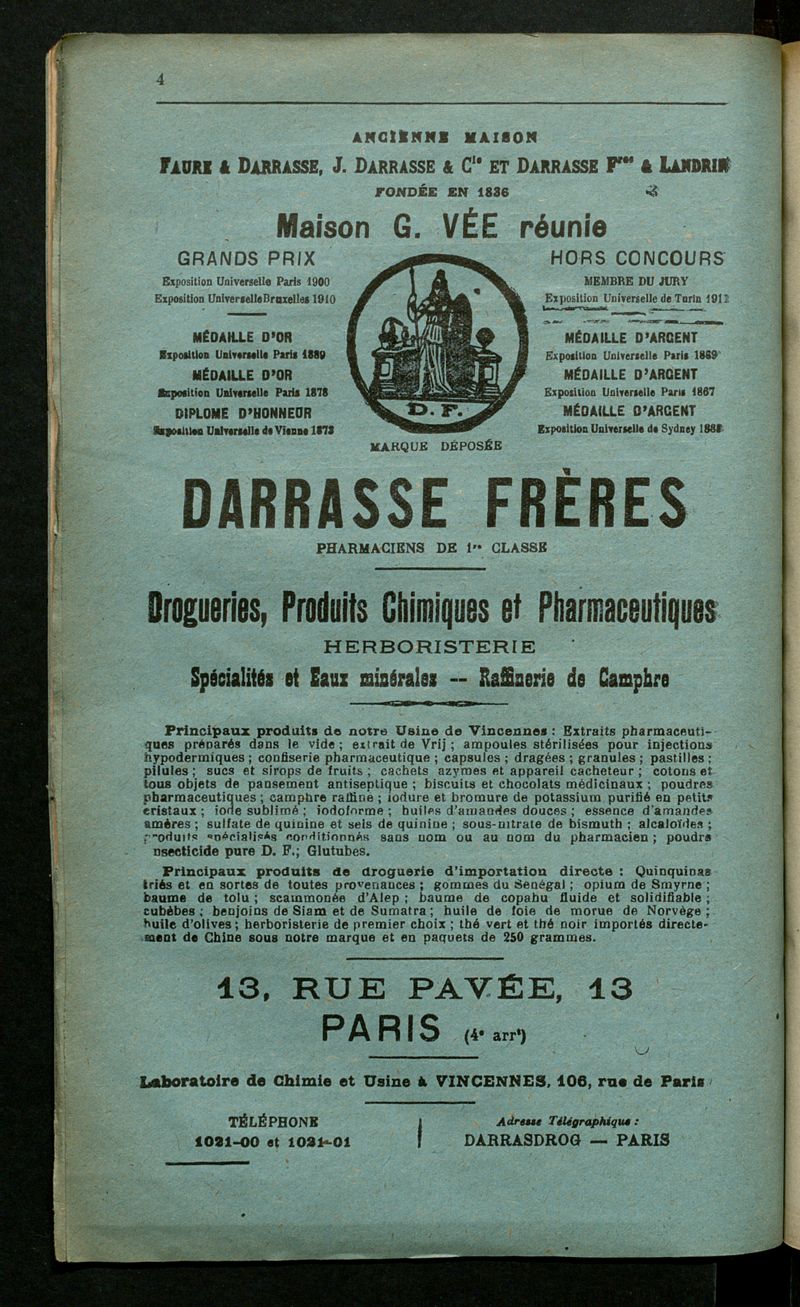 4
ANCIENNE MAISON
FAURE & DARRASSE, J. DARRASSE & Cie ET DARRASSE Fres & LANDRIN
FONDÉE EN 1836
Maison G. VÉE réunie
GRANDS PRIX
Exposition Universelle Paris 1900
Exposition Universelle Bruxelles 1910
MÉDAILLE D'OR
Exposition Universelle Paris 1889
MÉDAILLE D'OR
Exposition Universelle Paris 1878
DIPLOME D'HONNEUR
Exposition Universelle de Vienne 1873
D. F.
MARQUE DÉPOSÉE
HORS CONCOURS
MEMBRE DU JURY
Exposition Universelle de Turin 1912
MÉDAILLE D'ARGENT
Exposition Universelle Paris 1869
MÉDAILLE D'ARGENT
Exposition Universelle Paris 1867
MÉDAILLE D'ARGENT
Exposition Universelle de Sydney
DARRASSE FRÈRES
PHARMACIENS DE 1re CLASSE
Drogueries, Produits Chimiques et Pharmaceutiques
HERBORISTERIE
Spécialités et Eaux minérales -- Raffinerie de Camphre
Principaux produits de notre Usine de Vincennes : Extraits pharmaceuti-
ques préparés dans le vide ; extrait de Vrij ; ampoules stérilisées pour injections
hypodermiques ; confiserie pharmaceutique ; capsules ; dragées ; granules ; pastilles ;
pilules ; sucs et sirops de fruits ; cachets azymes et appareil cacheteur ; cotons et
tous objets de pansement antiseptique ; biscuits et chocolats médicinaux ; poudres
pharmaceutiques ; camphre raffiné ; iodure et bromure de potassium purifié en petits
cristaux ; iode sublimé ; iodoforme ; huiles d'amandes douces ; essence d'amandes
amères ; sulfate de quinine et sels de quinine ; sous-nitrate de bismuth ; alcaloïdes ;
produits spécialisés conditionnés sans nom ou au nom du pharmacien ; poudre
nsecticide pure D. F.; Glutubes.
Principaux produits de droguerie d'importation directe : Quinquinas
triés et en sortes de toutes provenances ; gommes du Senégal ; opium de Smyrne ;
baume de tolu ; scammonée d'Alep ; baume de copahu fluide et solidifiable ;
cubèbes ; benjoins de Siam et de Sumatra ; huile de foie de morue de Norvège ;
huile d'olives ; herboristerie de premier choix ; thé vert et thé noir importés directe-
ment de Chine sous notre marque et en paquets de 250 grammes.
13, RUE PAVÉE, 13
PARIS (4e arrt)
Laboratoire de Chimie et Usine à VINCENNES, 106, rue de Paris
TÉLÉPHONE
1021-00 et 1021-01
Adresse Télégraphique :
DARRASDROG — PARIS